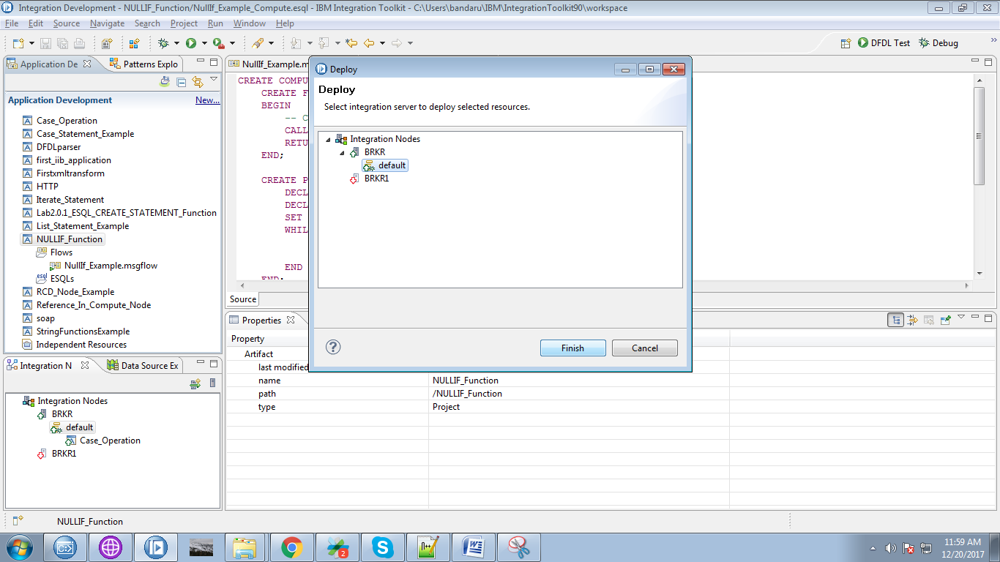 Integration Development - NULLIF_Function/NullIf_Example_Compute.esql - IBM Integration Toolkit - C:\Users\bandaru\IBM\IntegrationToolkit90\workspace
File Edit Source Navigate Search Project Run Window Help
DFDL Test Debug
Application De Patterns Explo
Application Development New...
Case_Operation
Case_Statement_Example
DFDLparser
first_iib_application
Firstxmltransform
HTTP
Iterate_Statement
Lab2.0.1_ESQL_CREATE_STATEMENT_Function
List_Statement_Example
NULLIF_Function
Flows
NullIf_Example.msgflow
esql ESQLs
RCD_Node_Example
Reference_In_Compute_Node
soap
StringFunctionsExample
Independent Resources
Integration N Data Source Ex
Integration Nodes
BRKR
default
Case_Operation
BRKR1
NULLIF_Function
NullIf_Example.m
CREATE COMPU
CREATE F
BEGIN
-- C
CALL
RETU
END;
CREATE P
DECL
DECL
SET
WHIL
END
END;
Source
Deploy
Deploy
Select integration server to deploy selected resources.
Integration Nodes
BRKR
default
BRKR1
? Finish Cancel
Properties
Property
Artifact
last modified
name NULLIF_Function
path /NULLIF_Function
type Project
2
11:59 AM
12/20/2017